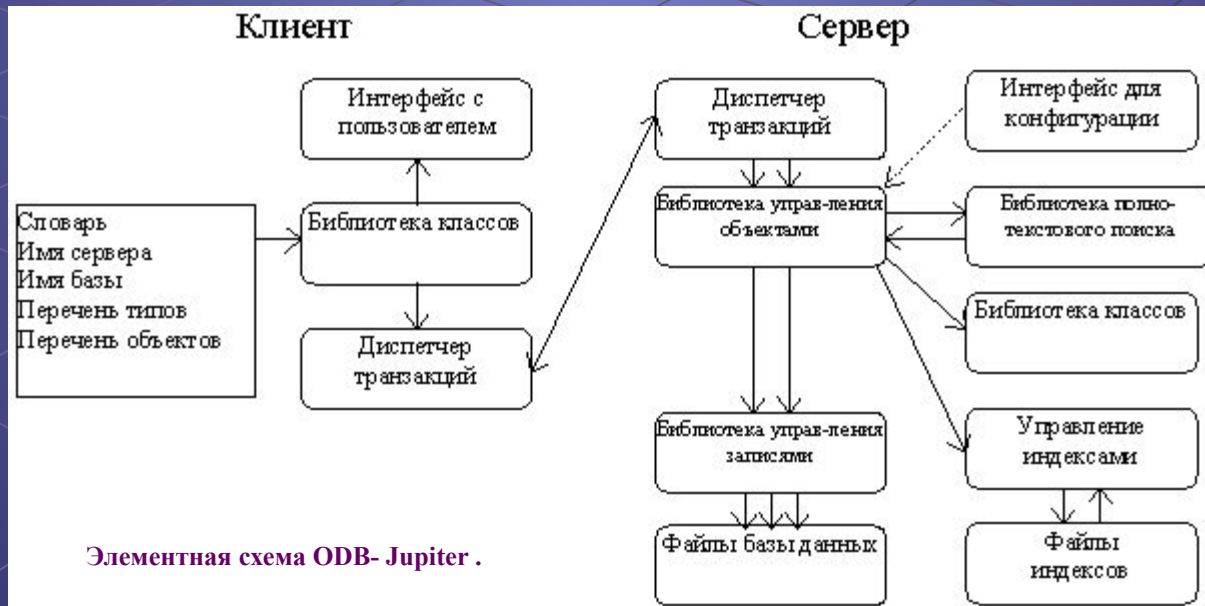 Клиент
Сервер
Интерфейс с
пользователем
Словарь
Имя сервера
Имя базы
Перечень типов
Перечень объектов
Библиотека классов
Диспетчер
транзакций
Диспетчер
транзакций
Интерфейс для
конфигурации
Библиотека управ-ления
объектами
Библиотека полно-
текстового поиска
Библиотека классов
Библиотека управ-ления
записями
Управление
индексами
Файлы базы данных
Файлы
индексов
Элементная схема ODB- Jupiter .